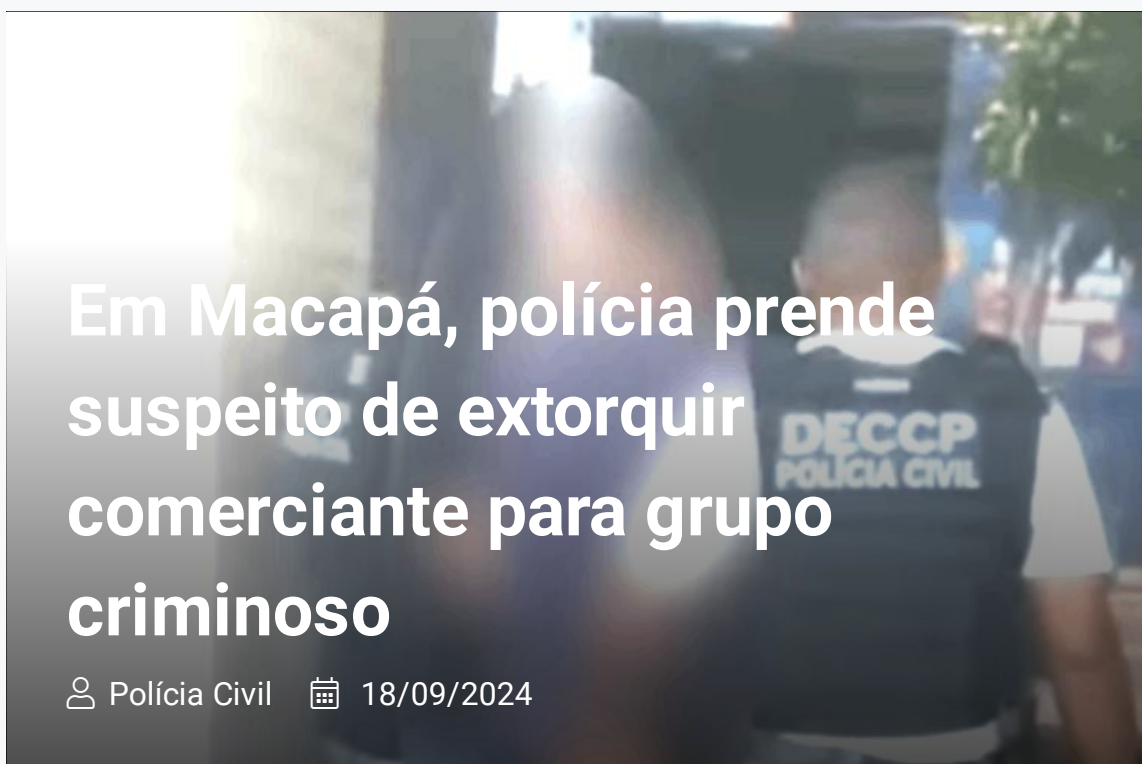 Em Macapá, polícia prende
suspeito de extorquir
comerciante para grupo
criminoso
Polícia Civil 18/09/2024
DECCP
POLÍCIA CIVIL